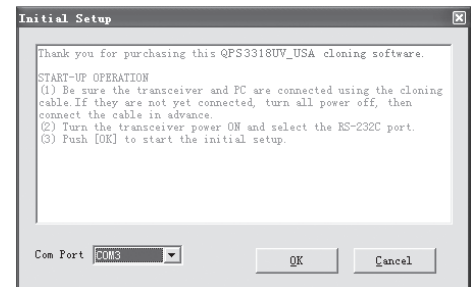 Initial Setup
Thank you for purchasing this QPS3318UV_USA cloning software.
START-UP OPERATION
(1) Be sure the transceiver and PC are connected using the cloning
cable.If they are not yet connected, turn all power off, then
connect the cable in advance.
(2) Turn the transceiver power ON and select the RS-232C port.
(3) Push [OK] to start the initial setup.
Com Port COM3 OK Cancel